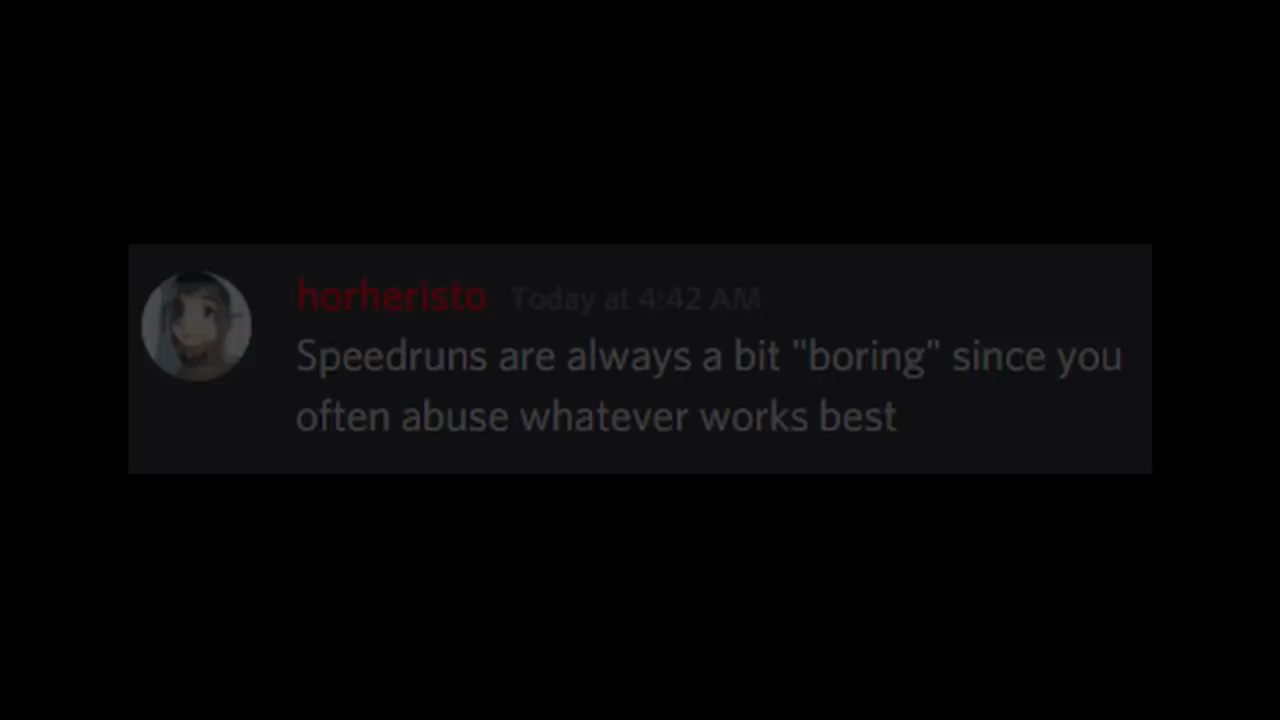 horheristo Today at 4:42 AM
Speedruns are always a bit "boring" since you
often abuse whatever works best